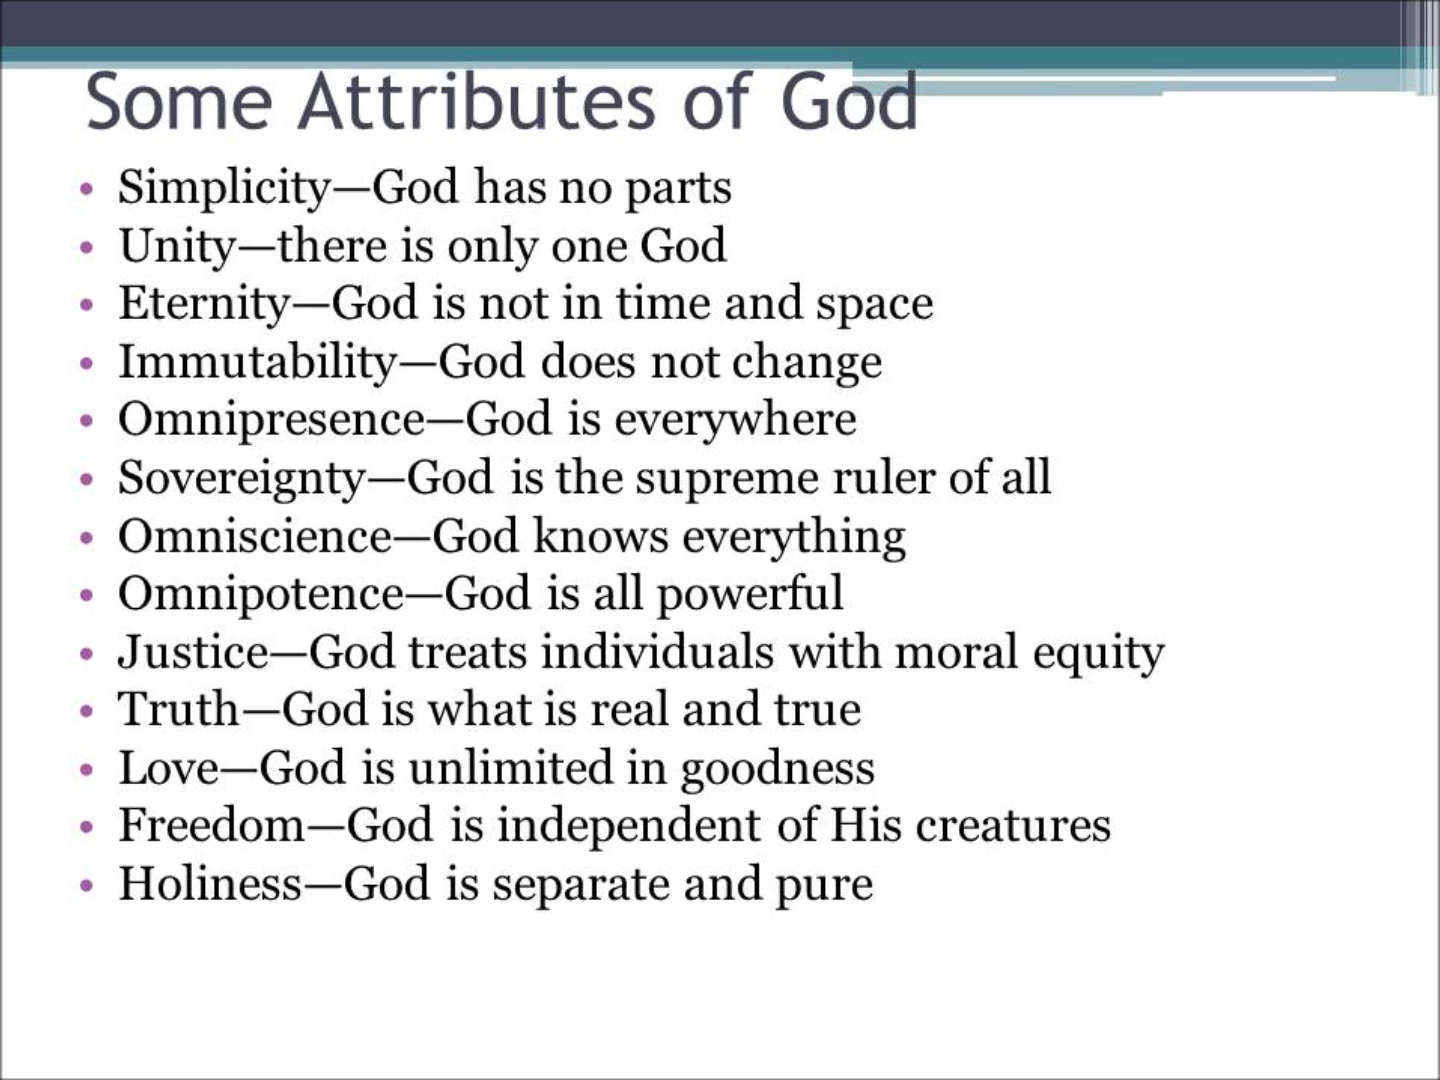 Some Attributes of God
• Simplicity—God has no parts
• Unity—there is only one God
• Eternity—God is not in time and space
• Immutability—God does not change
• Omnipresence—God is everywhere
• Sovereignty—God is the supreme ruler of all
• Omniscience—God knows everything
• Omnipotence—God is all powerful
• Justice—God treats individuals with moral equity
• Truth—God is what is real and true
• Love—God is unlimited in goodness
• Freedom—God is independent of His creatures
• Holiness—God is separate and pure